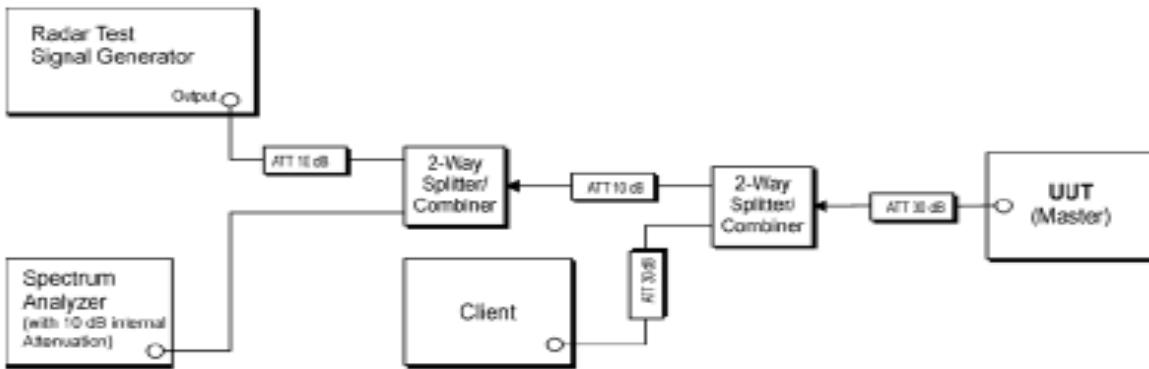 Radar Test
Signal Generator
Output
ATT 10 dB
2-Way
Splitter/
Combiner
ATT 10 dB
2-Way
Splitter/
Combiner
ATT 30 dB
UUT
(Master)
Spectrum
Analyzer
(with 10 dB internal
Attenuation)
Client
ATT 30 dB